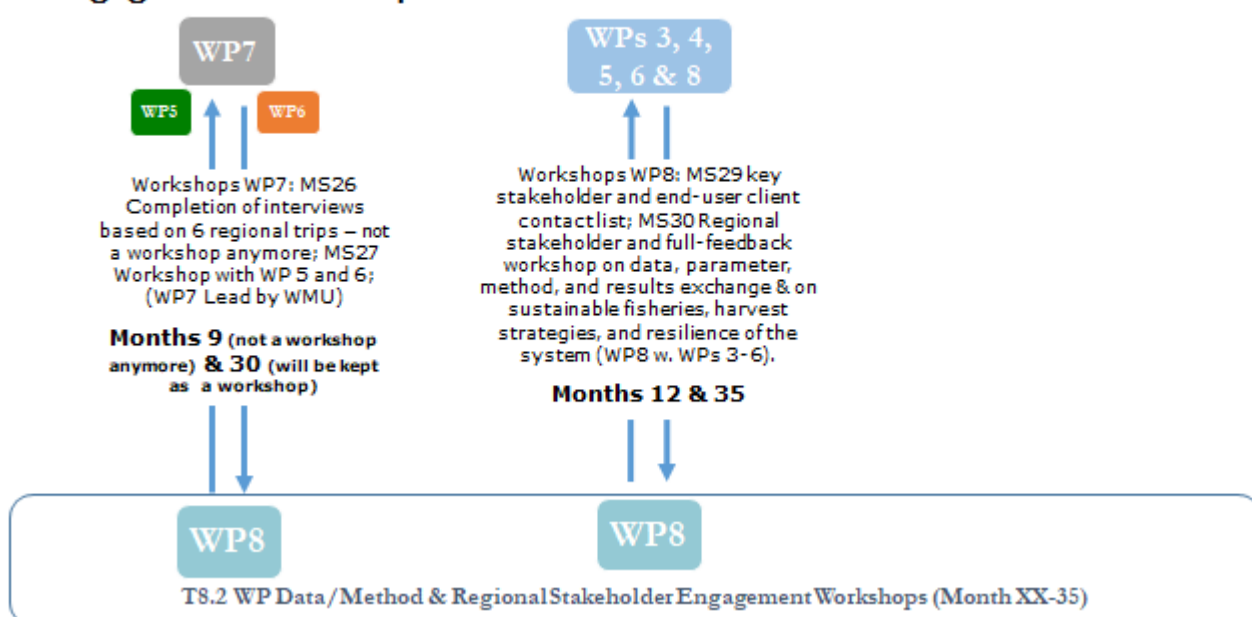 WP7
WP5
WP6
Workshops WP7: MS26
Completion of interviews
based on 6 regional trips – not
a workshop anymore; MS27
Workshop with WP 5 and 6;
(WP7 Lead by WMU)
Months 9 (not a workshop
anymore) & 30 (will be kept
as a workshop)
WPs 3, 4,
5, 6 & 8
Workshops WP8: MS29 key
stakeholder and end-user client
contact list; MS30 Regional
stakeholder and full-feedback
workshop on data, parameter,
method, and results exchange & on
sustainable fisheries, harvest
strategies, and resilience of the
system (WP8 w. WPs 3-6).
Months 12 & 35
WP8
WP8
T8.2 WP Data/Method & Regional Stakeholder Engagement Workshops (Month XX-35)